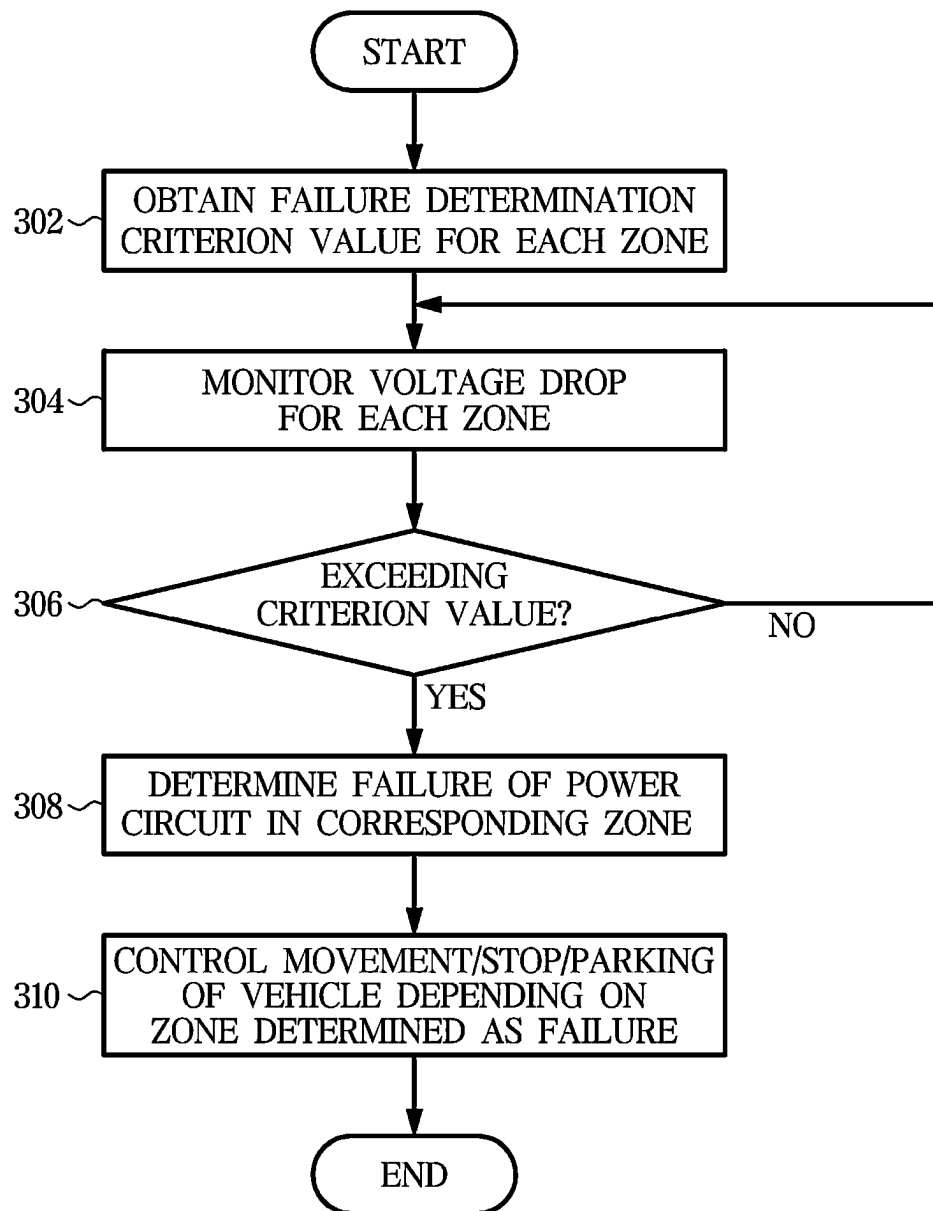 START
302
OBTAIN FAILURE DETERMINATION
CRITERION VALUE FOR EACH ZONE
304
MONITOR VOLTAGE DROP
FOR EACH ZONE
306
EXCEEDING
CRITERION VALUE?
NO
YES
308
DETERMINE FAILURE OF POWER
CIRCUIT IN CORRESPONDING ZONE
310
CONTROL MOVEMENT/STOP/PARKING
OF VEHICLE DEPENDING ON
ZONE DETERMINED AS FAILURE
END